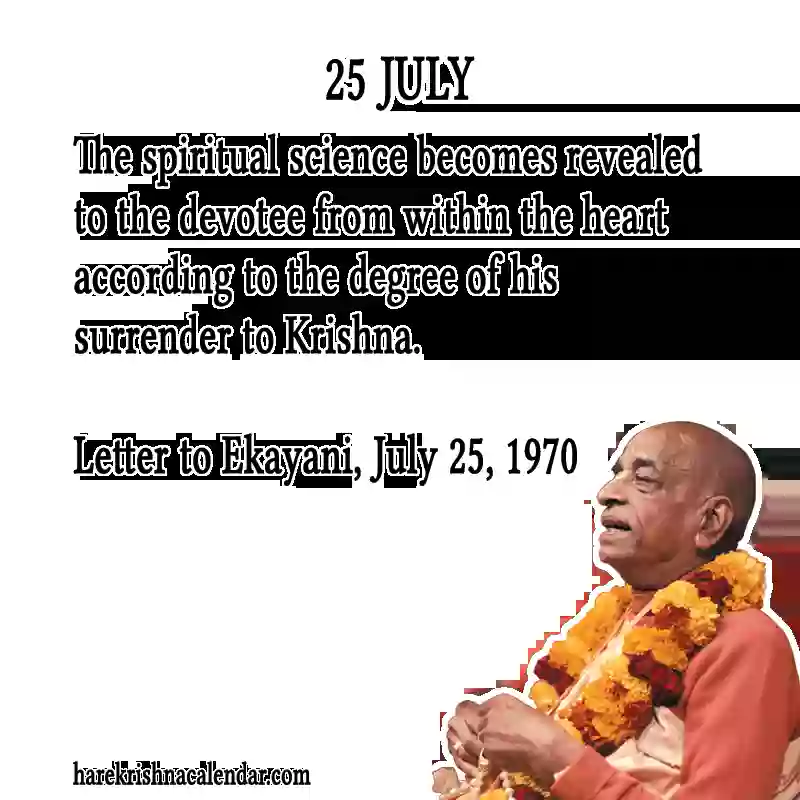 25 JULY
The spiritual science becomes revealed
to the devotee from within the heart
according to the degree of his
surrender to Krishna.
Letter to Ekayani, July 25, 1970
harekrishnacalendar.com